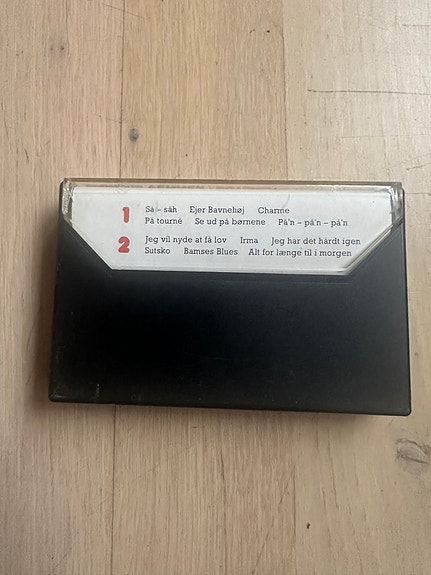 1 Så – såh Ejer Bavnehøj Charme
På tourné Se ud på børnene På'n – på'n – på'n
2 Jeg vil nyde at få lov Irma Jeg har det hårdt igen
Sutsko Bamses Blues Alt for længe til i morgen